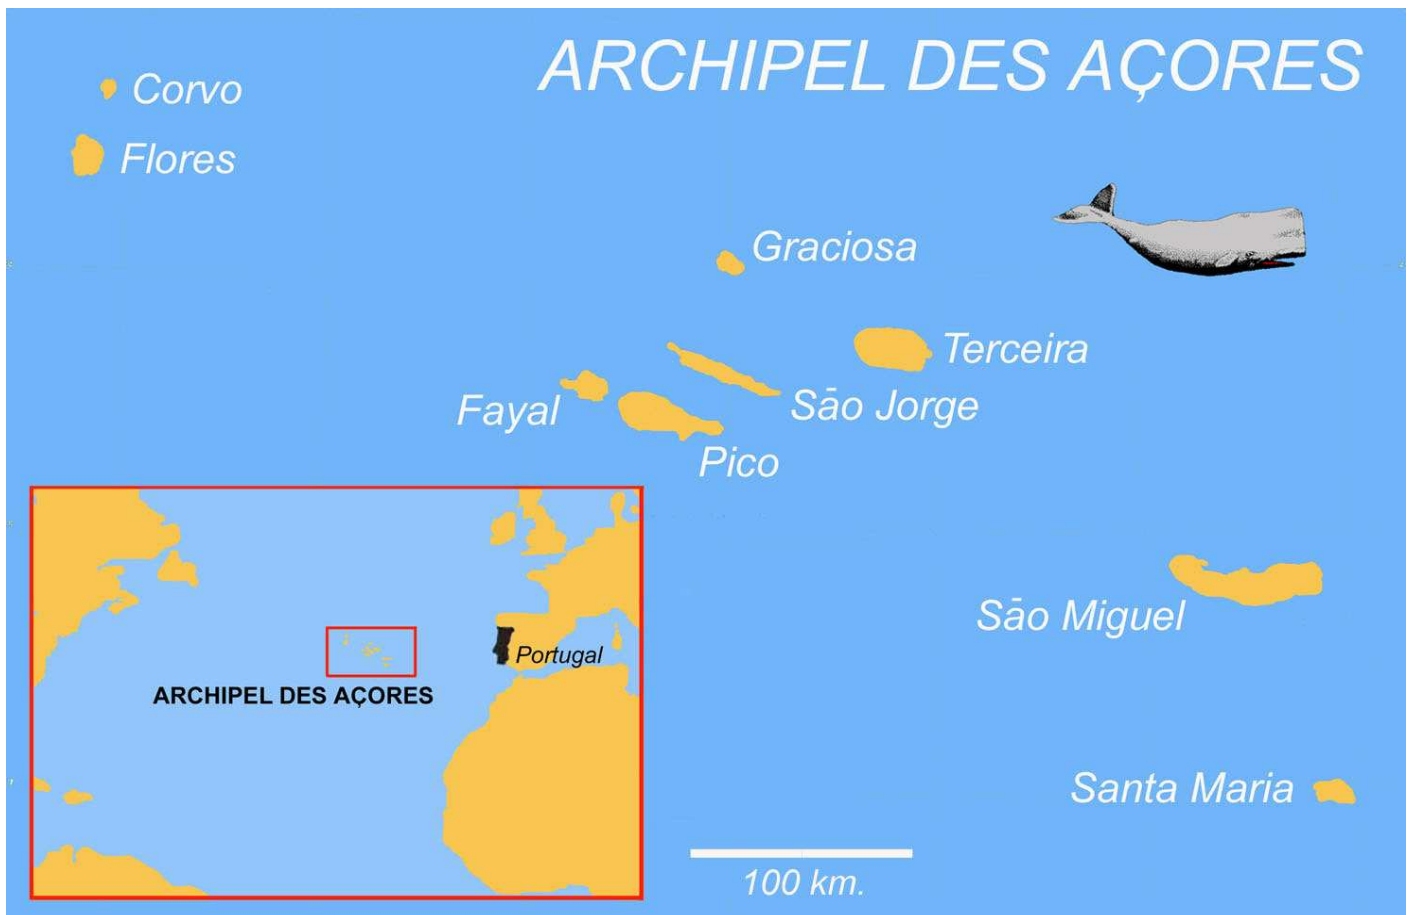 ARCHIPEL DES AÇORES
Corvo
Flores
Graciosa
Terceira
São Jorge
Fayal
Pico
São Miguel
Portugal
ARCHIPEL DES AÇORES
Santa Maria
100 km.